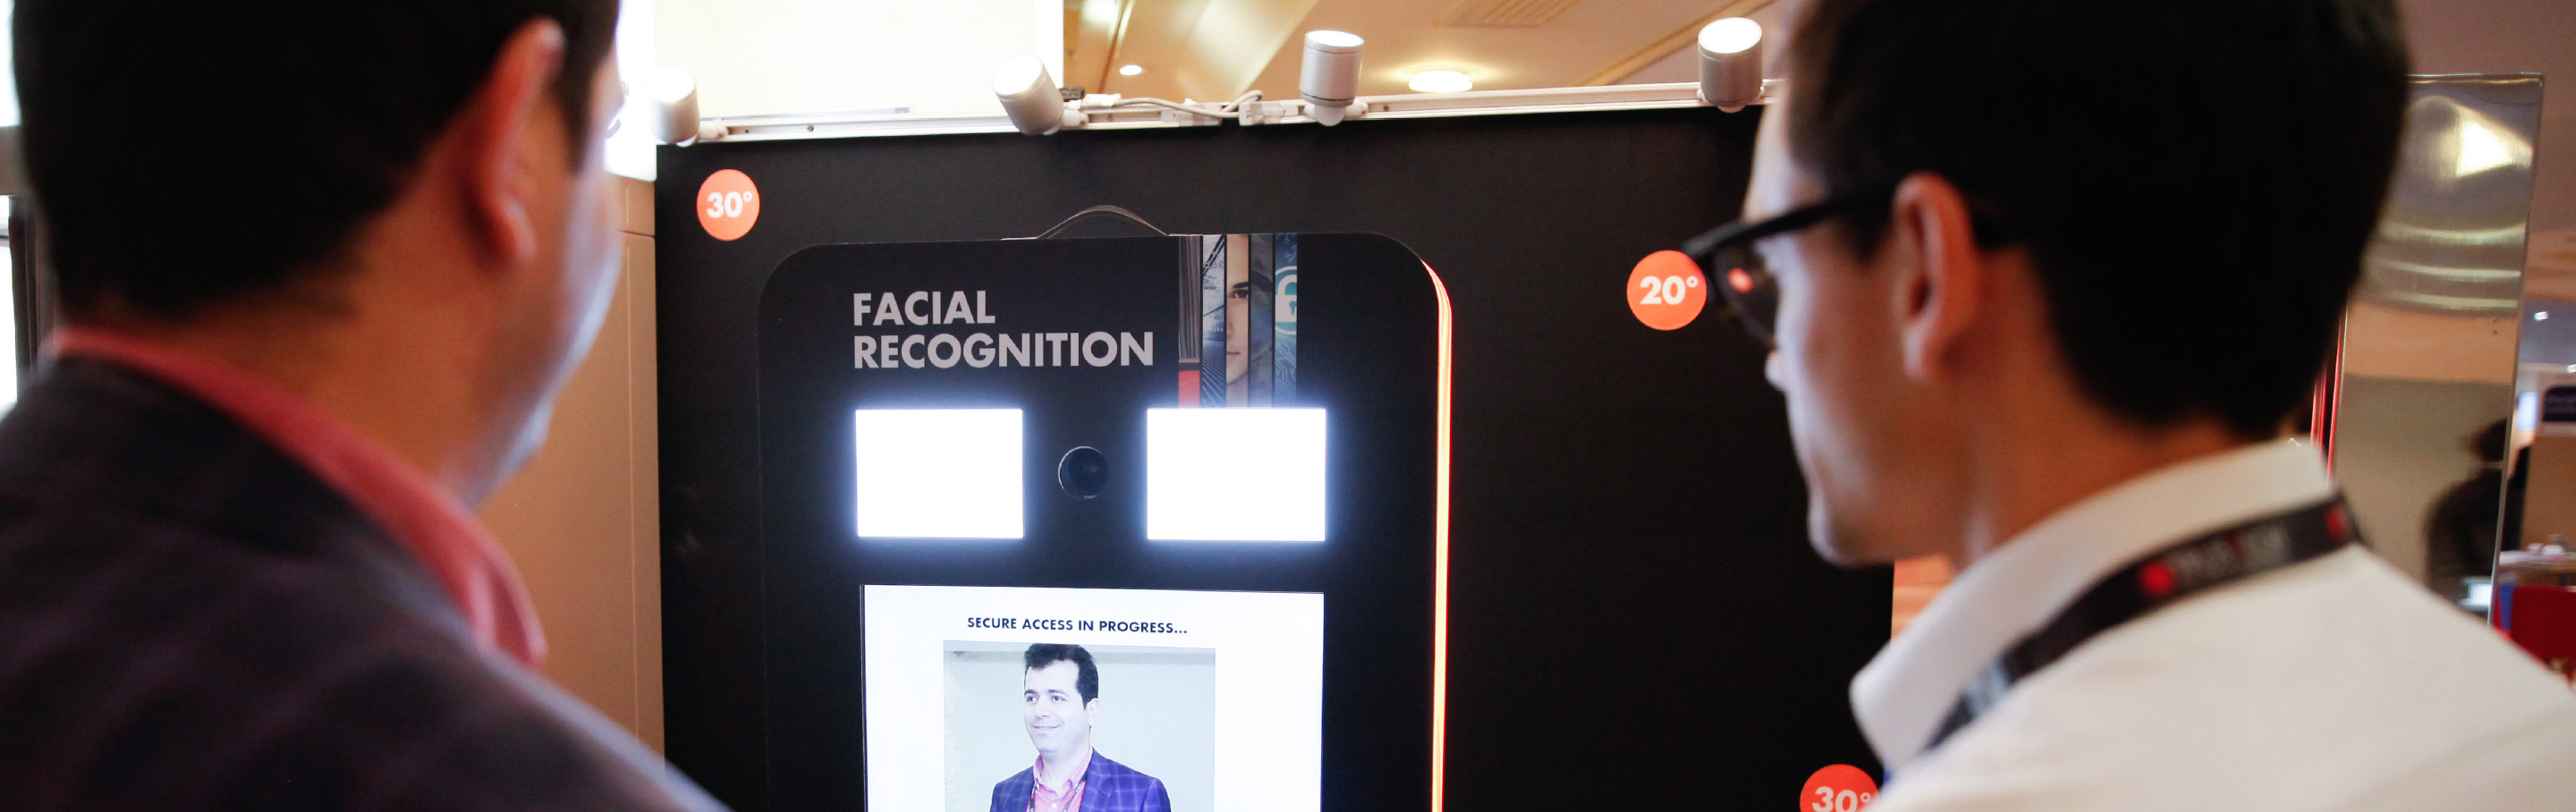 30°
FACIAL
RECOGNITION
20°
SECURE ACCESS IN PROGRESS...
30°